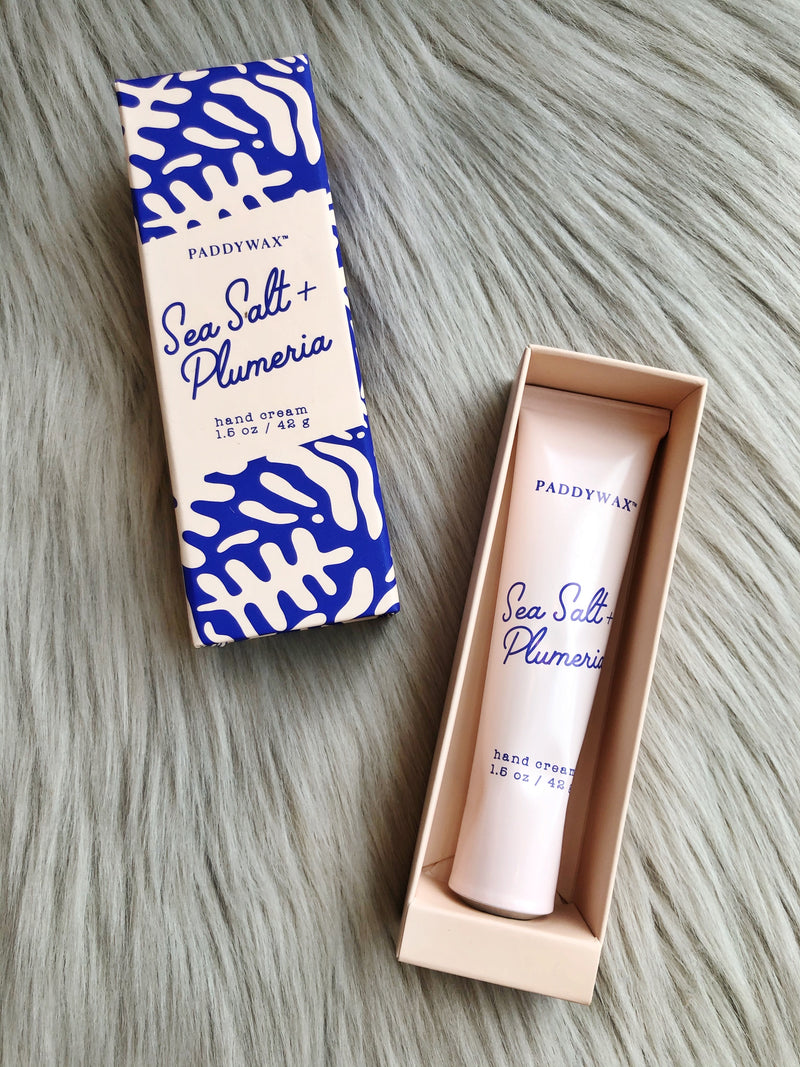 PADDYWAX™
Sea Salt +
Plumeria
hand cream
1.5 oz / 42 g
PADDYWAX™
Sea Salt +
Plumeria
hand cream
1.5 oz / 42 g